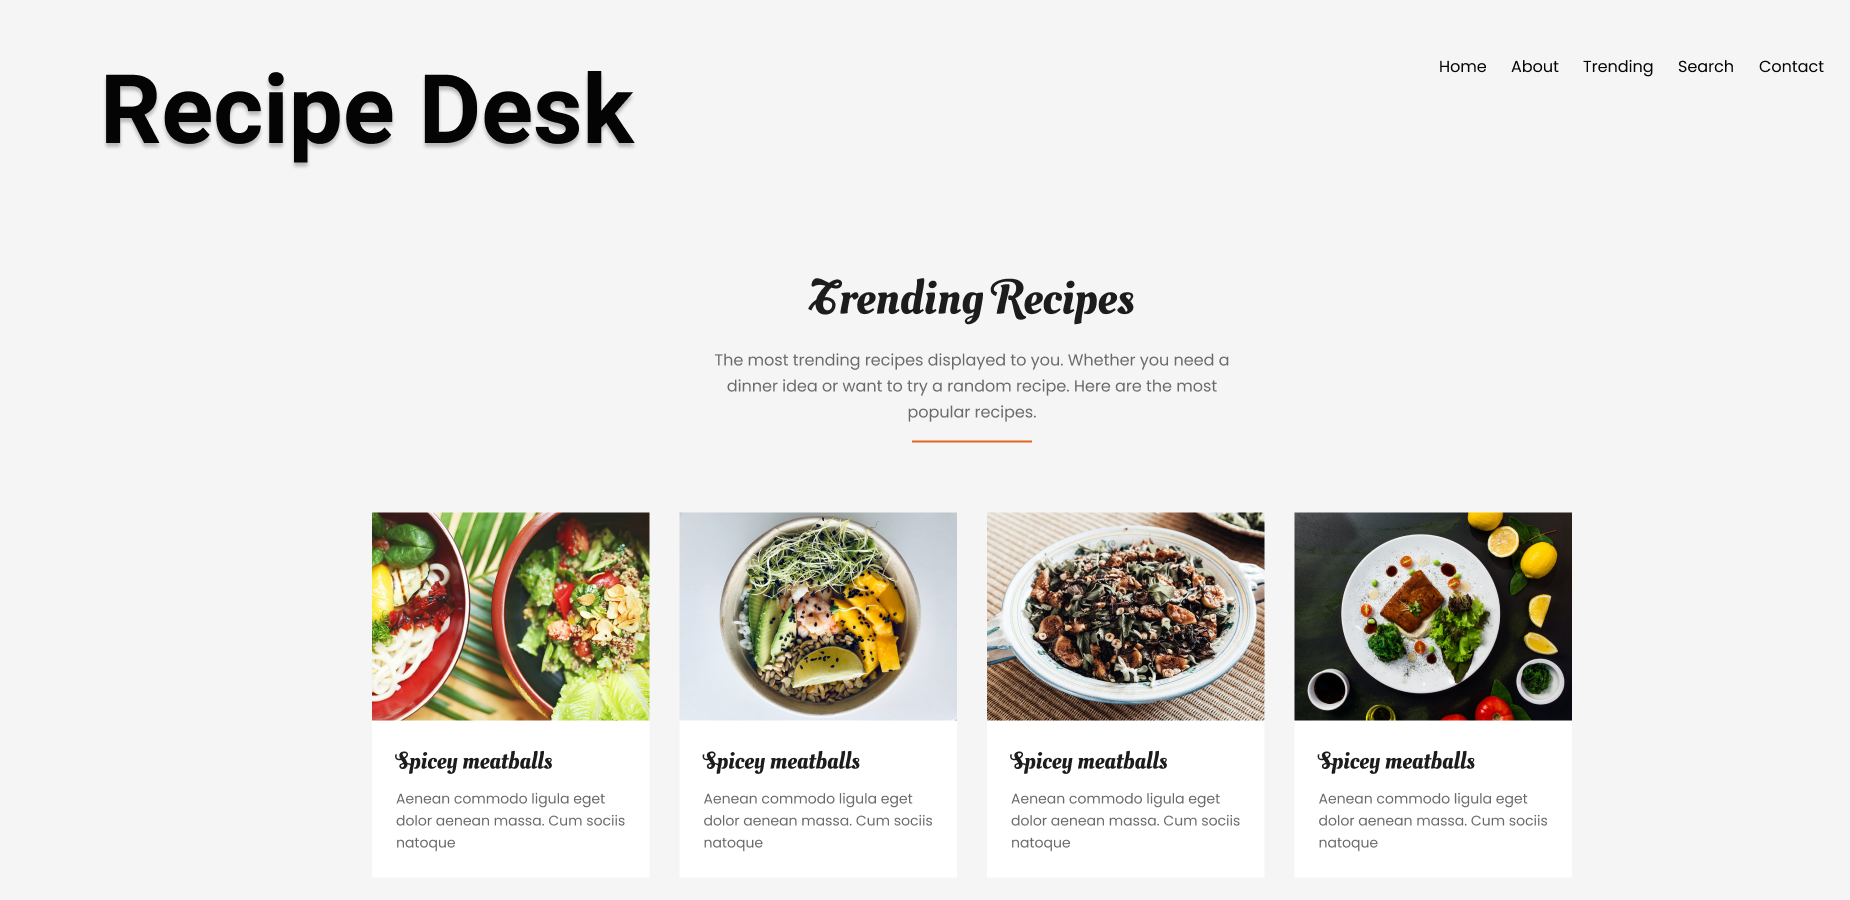 Recipe Desk
Home About Trending Search Contact
Trending Recipes
The most trending recipes displayed to you. Whether you need a
dinner idea or want to try a random recipe. Here are the most
popular recipes.
Spicey meatballs
Aenean commodo ligula eget
dolor aenean massa. Cum sociis
natoque
Spicey meatballs
Aenean commodo ligula eget
dolor aenean massa. Cum sociis
natoque
Spicey meatballs
Aenean commodo ligula eget
dolor aenean massa. Cum sociis
natoque
Spicey meatballs
Aenean commodo ligula eget
dolor aenean massa. Cum sociis
natoque